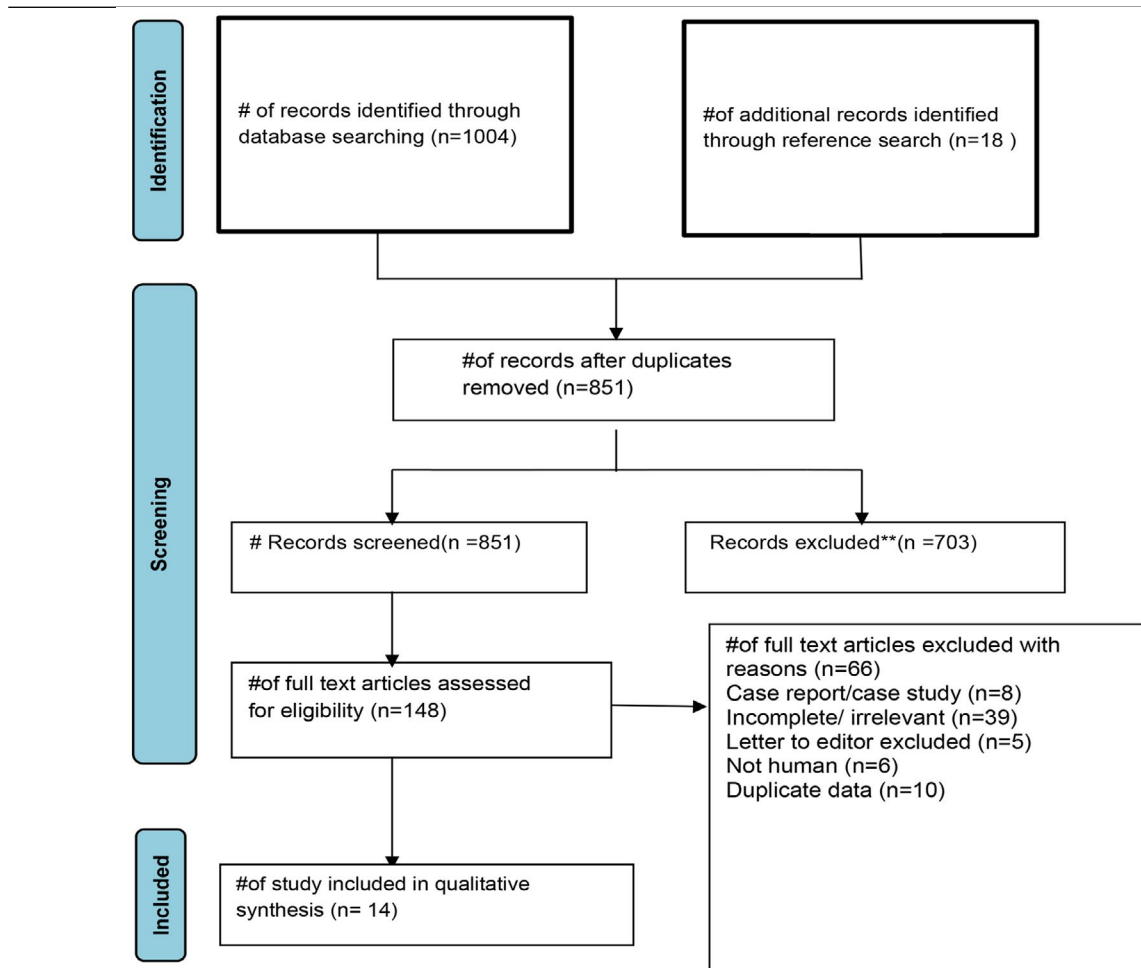 Identification
# of records identified through
database searching (n=1004)
#of additional records identified
through reference search (n=18 )
Screening
#of records after duplicates
removed (n=851)
# Records screened(n =851)
Records excluded**(n =703)
#of full text articles assessed
for eligibility (n=148)
#of full text articles excluded with
reasons (n=66)
Case report/case study (n=8)
Incomplete/ irrelevant (n=39)
Letter to editor excluded (n=5)
Not human (n=6)
Duplicate data (n=10)
Included
#of study included in qualitative
synthesis (n= 14)